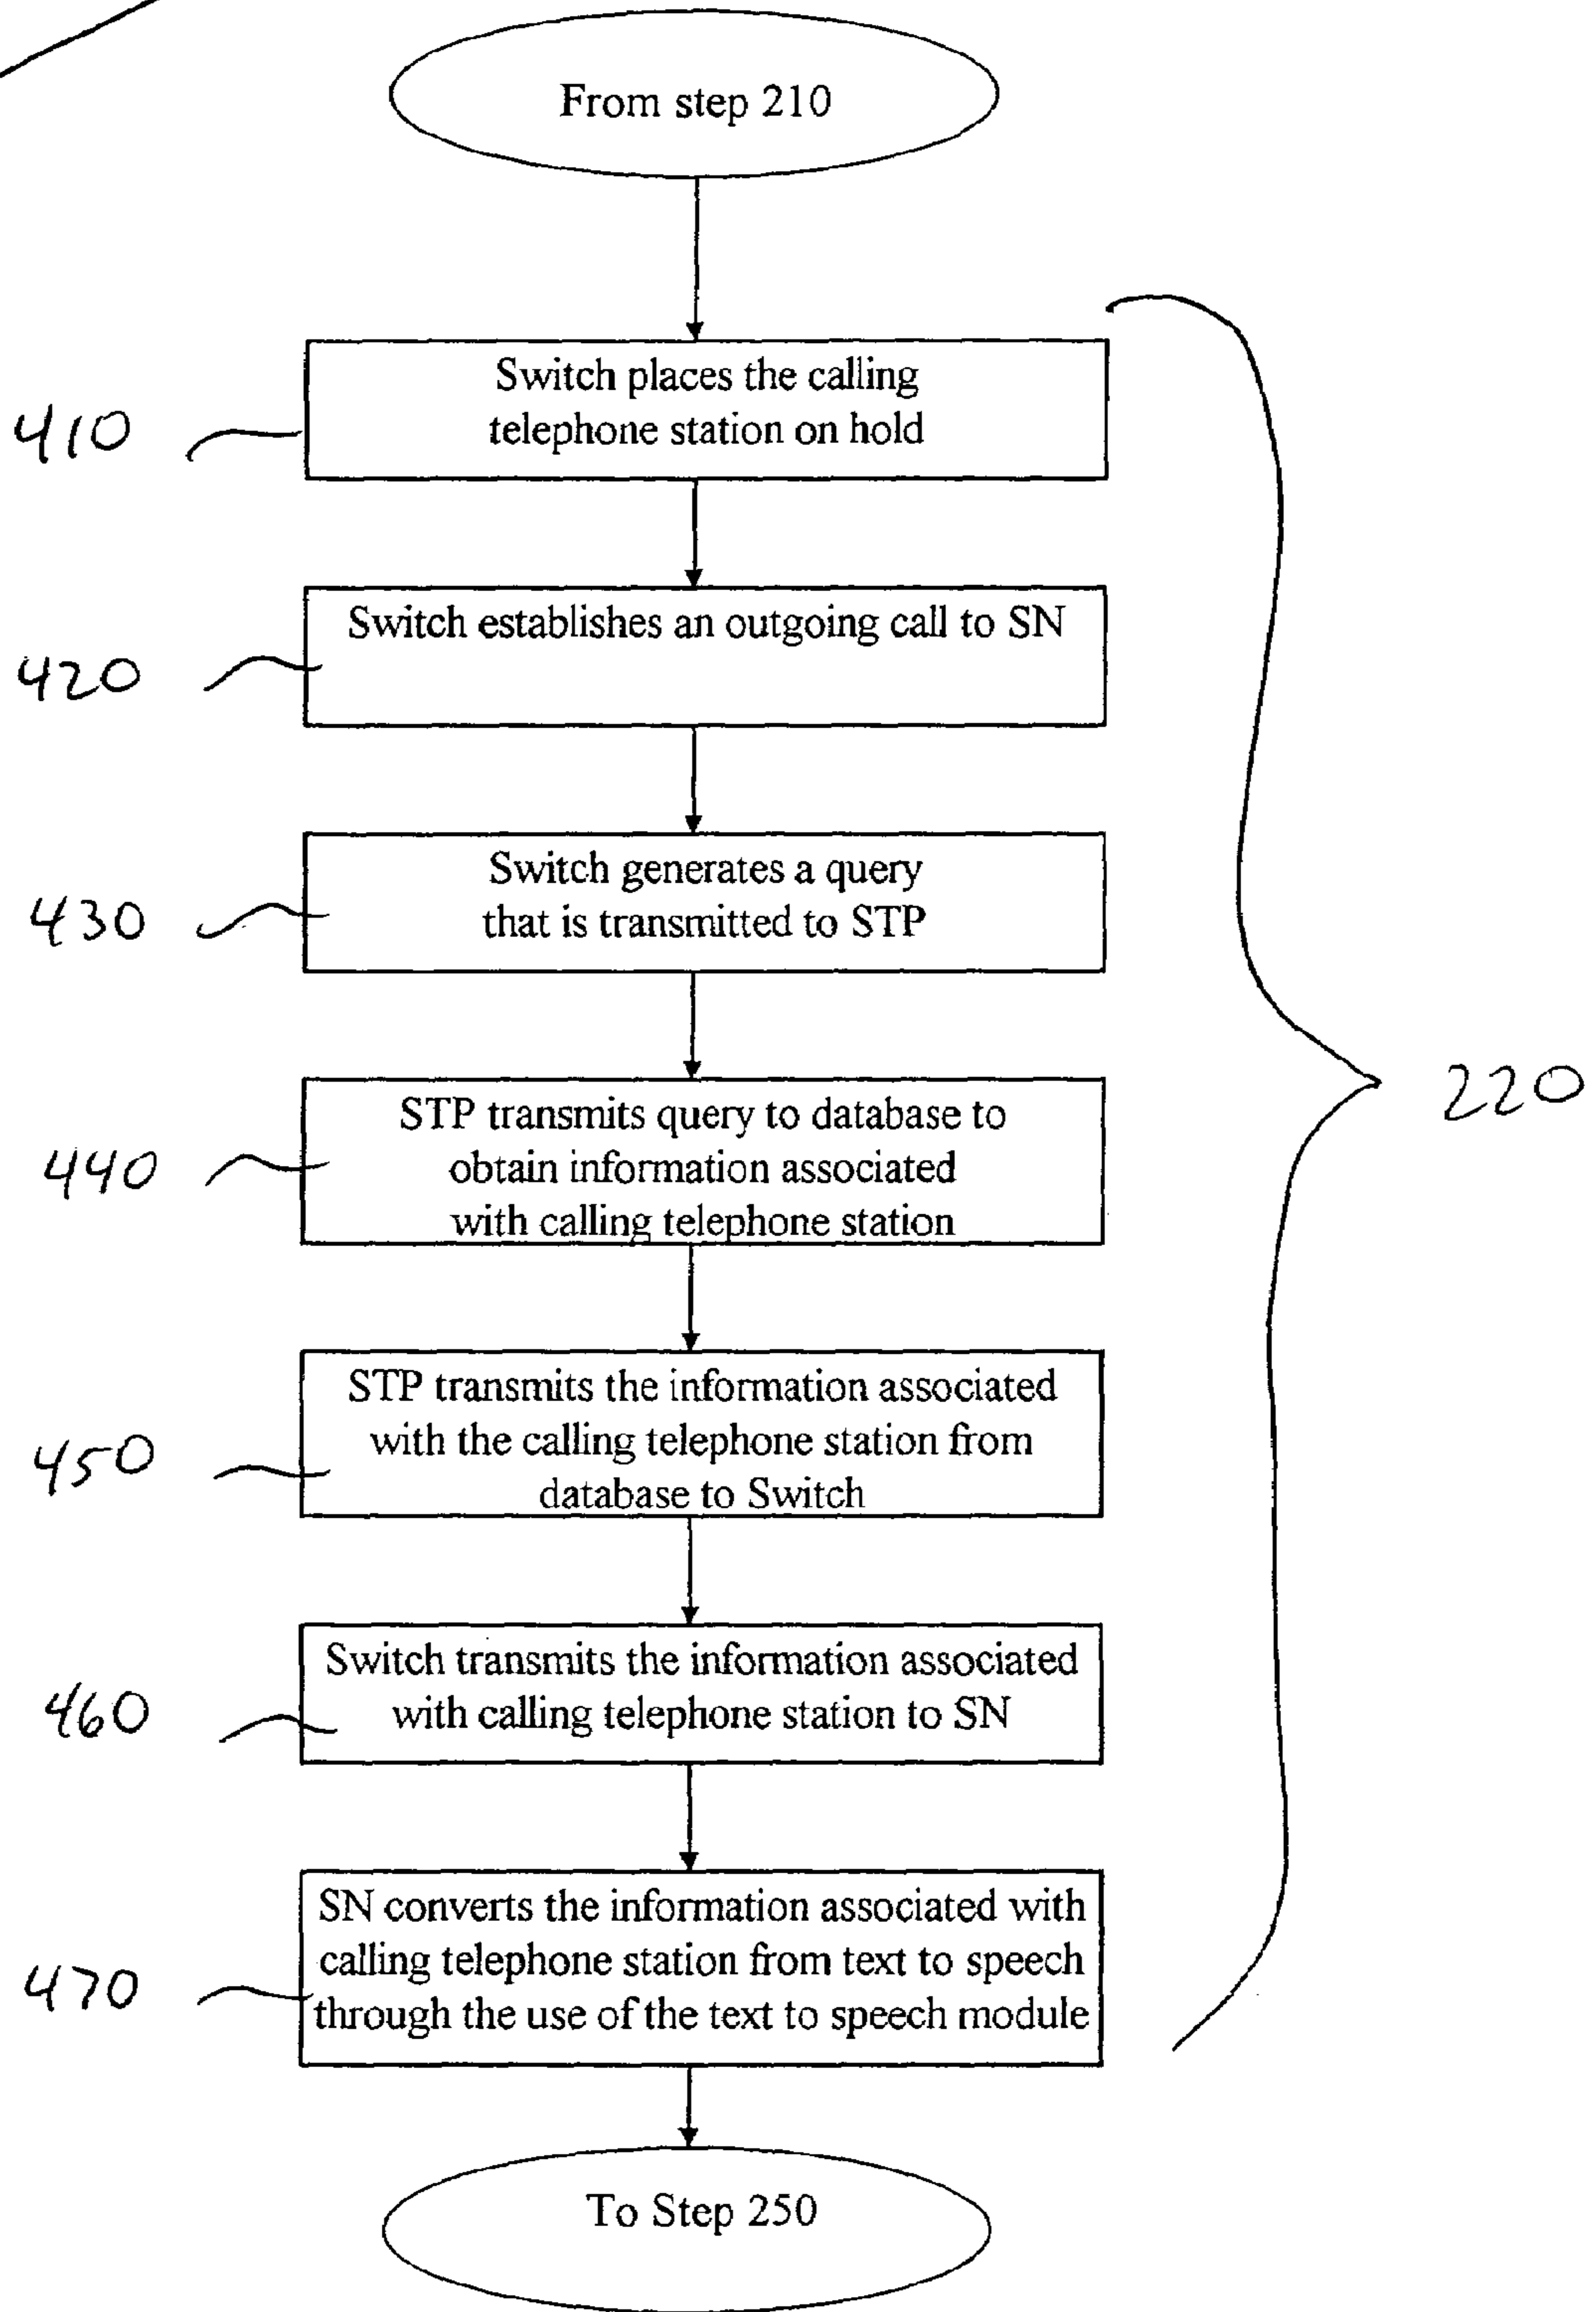 From step 210
Switch places the calling
telephone station on hold
410
Switch establishes an outgoing call to SN
420
Switch generates a query
that is transmitted to STP
430
220
STP transmits query to database to
obtain information associated
with calling telephone station
440
STP transmits the information associated
with the calling telephone station from
database to Switch
450
Switch transmits the information associated
with calling telephone station to SN
460
SN converts the information associated with
calling telephone station from text to speech
through the use of the text to speech module
470
To Step 250